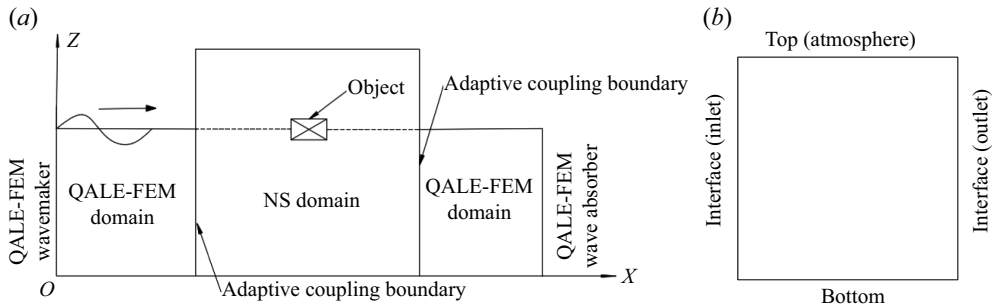 (a)
Z
Object
Adaptive coupling boundary
QALE-FEM
wavemaker
QALE-FEM
domain
NS domain
QALE-FEM
domain
QALE-FEM
wave absorber
O
X
Adaptive coupling boundary
(b)
Top (atmosphere)
Interface (inlet)
Interface (outlet)
Bottom